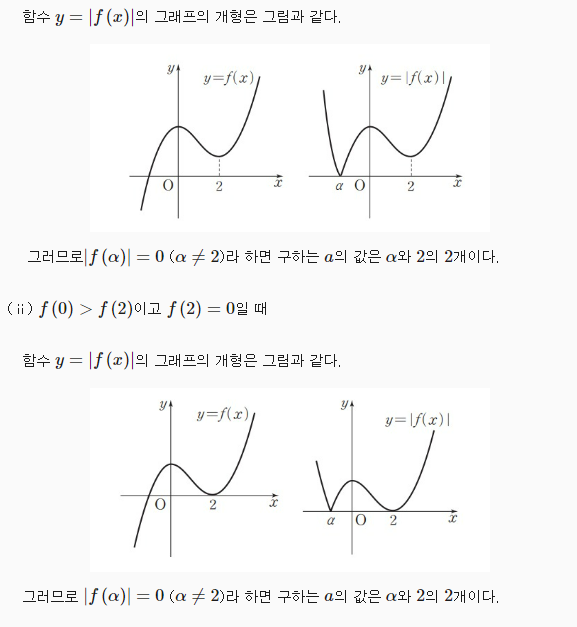 함수 y = |f(x)|의 그래프의 개형은 그림과 같다.
y y=f(x) y y=|f(x)|
O 2 x α O 2 x
그러므로|f(α)| = 0 (α ≠ 2)라 하면 구하는 a의 값은 α와 2의 2개이다.
(ⅱ) f(0) > f(2)이고 f(2) = 0일 때
함수 y = |f(x)|의 그래프의 개형은 그림과 같다.
y y=f(x) y y=|f(x)|
O 2 x α O 2 x
그러므로 |f(α)| = 0 (α ≠ 2)라 하면 구하는 a의 값은 α와 2의 2개이다.